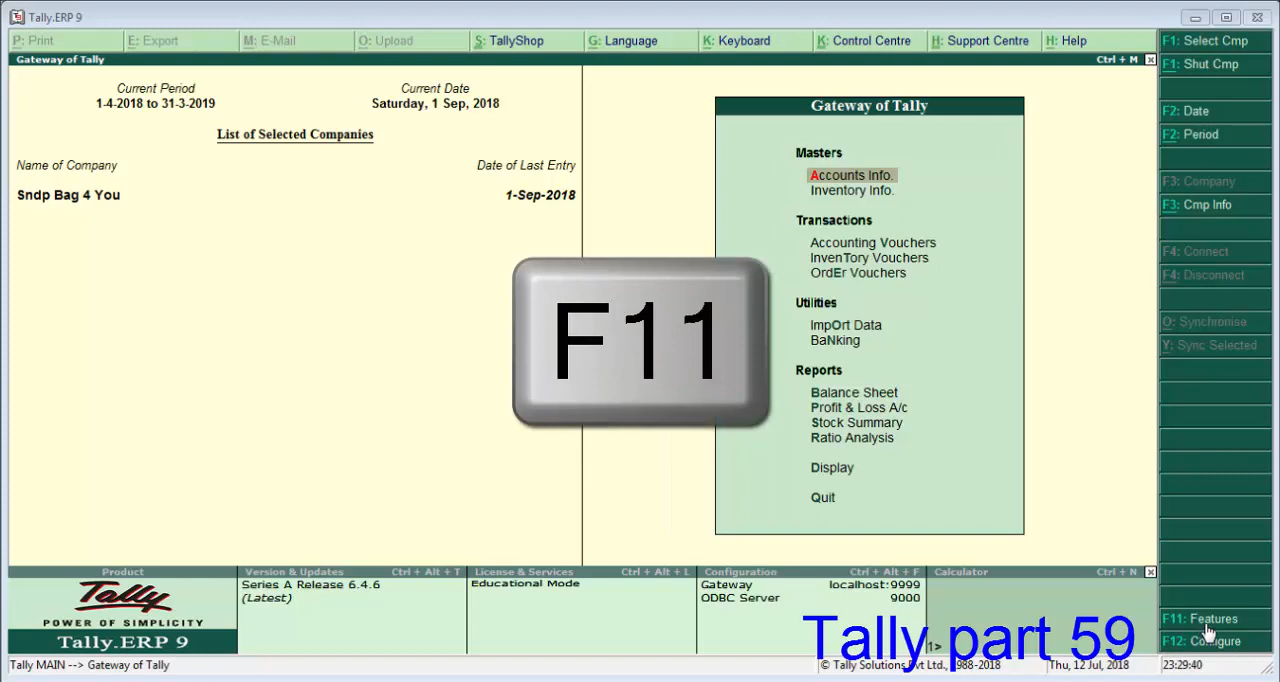 Tally.ERP 9
P: Print
E: Export
M: E-Mail
O: Upload
S: TallyShop
G: Language
K: Keyboard
K: Control Centre
H: Support Centre
H: Help
F1: Select Cmp
F1: Shut Cmp
F2: Date
F2: Period
F3: Company
F3: Cmp Info
F4: Connect
F4: Disconnect
O: Synchronise
Y: Sync Selected
F11: Features
F12: Configure
Gateway of Tally
Ctrl + M
Current Period
1-4-2018 to 31-3-2019
Current Date
Saturday, 1 Sep, 2018
List of Selected Companies
Name of Company
Date of Last Entry
Sndp Bag 4 You
1-Sep-2018
Gateway of Tally
Masters
Accounts Info.
Inventory Info.
Transactions
Accounting Vouchers
InvenTory Vouchers
OrdEr Vouchers
Utilities
ImpOrt Data
BaNking
Reports
Balance Sheet
Profit & Loss A/c
Stock Summary
Ratio Analysis
Display
Quit
F11
Product
Tally
POWER OF SIMPLICITY
Tally.ERP 9
Version & Updates
Ctrl + Alt + T
Series A Release 6.4.6
(Latest)
License & Services
Ctrl + Alt + L
Educational Mode
Configuration
Ctrl + Alt + F
Gateway
localhost:9999
ODBC Server
9000
Calculator
Ctrl + N
1>
Tally part 59
Tally MAIN --> Gateway of Tally
© Tally Solutions Pvt Ltd., 1988-2018
Thu, 12 Jul, 2018
23:29:40